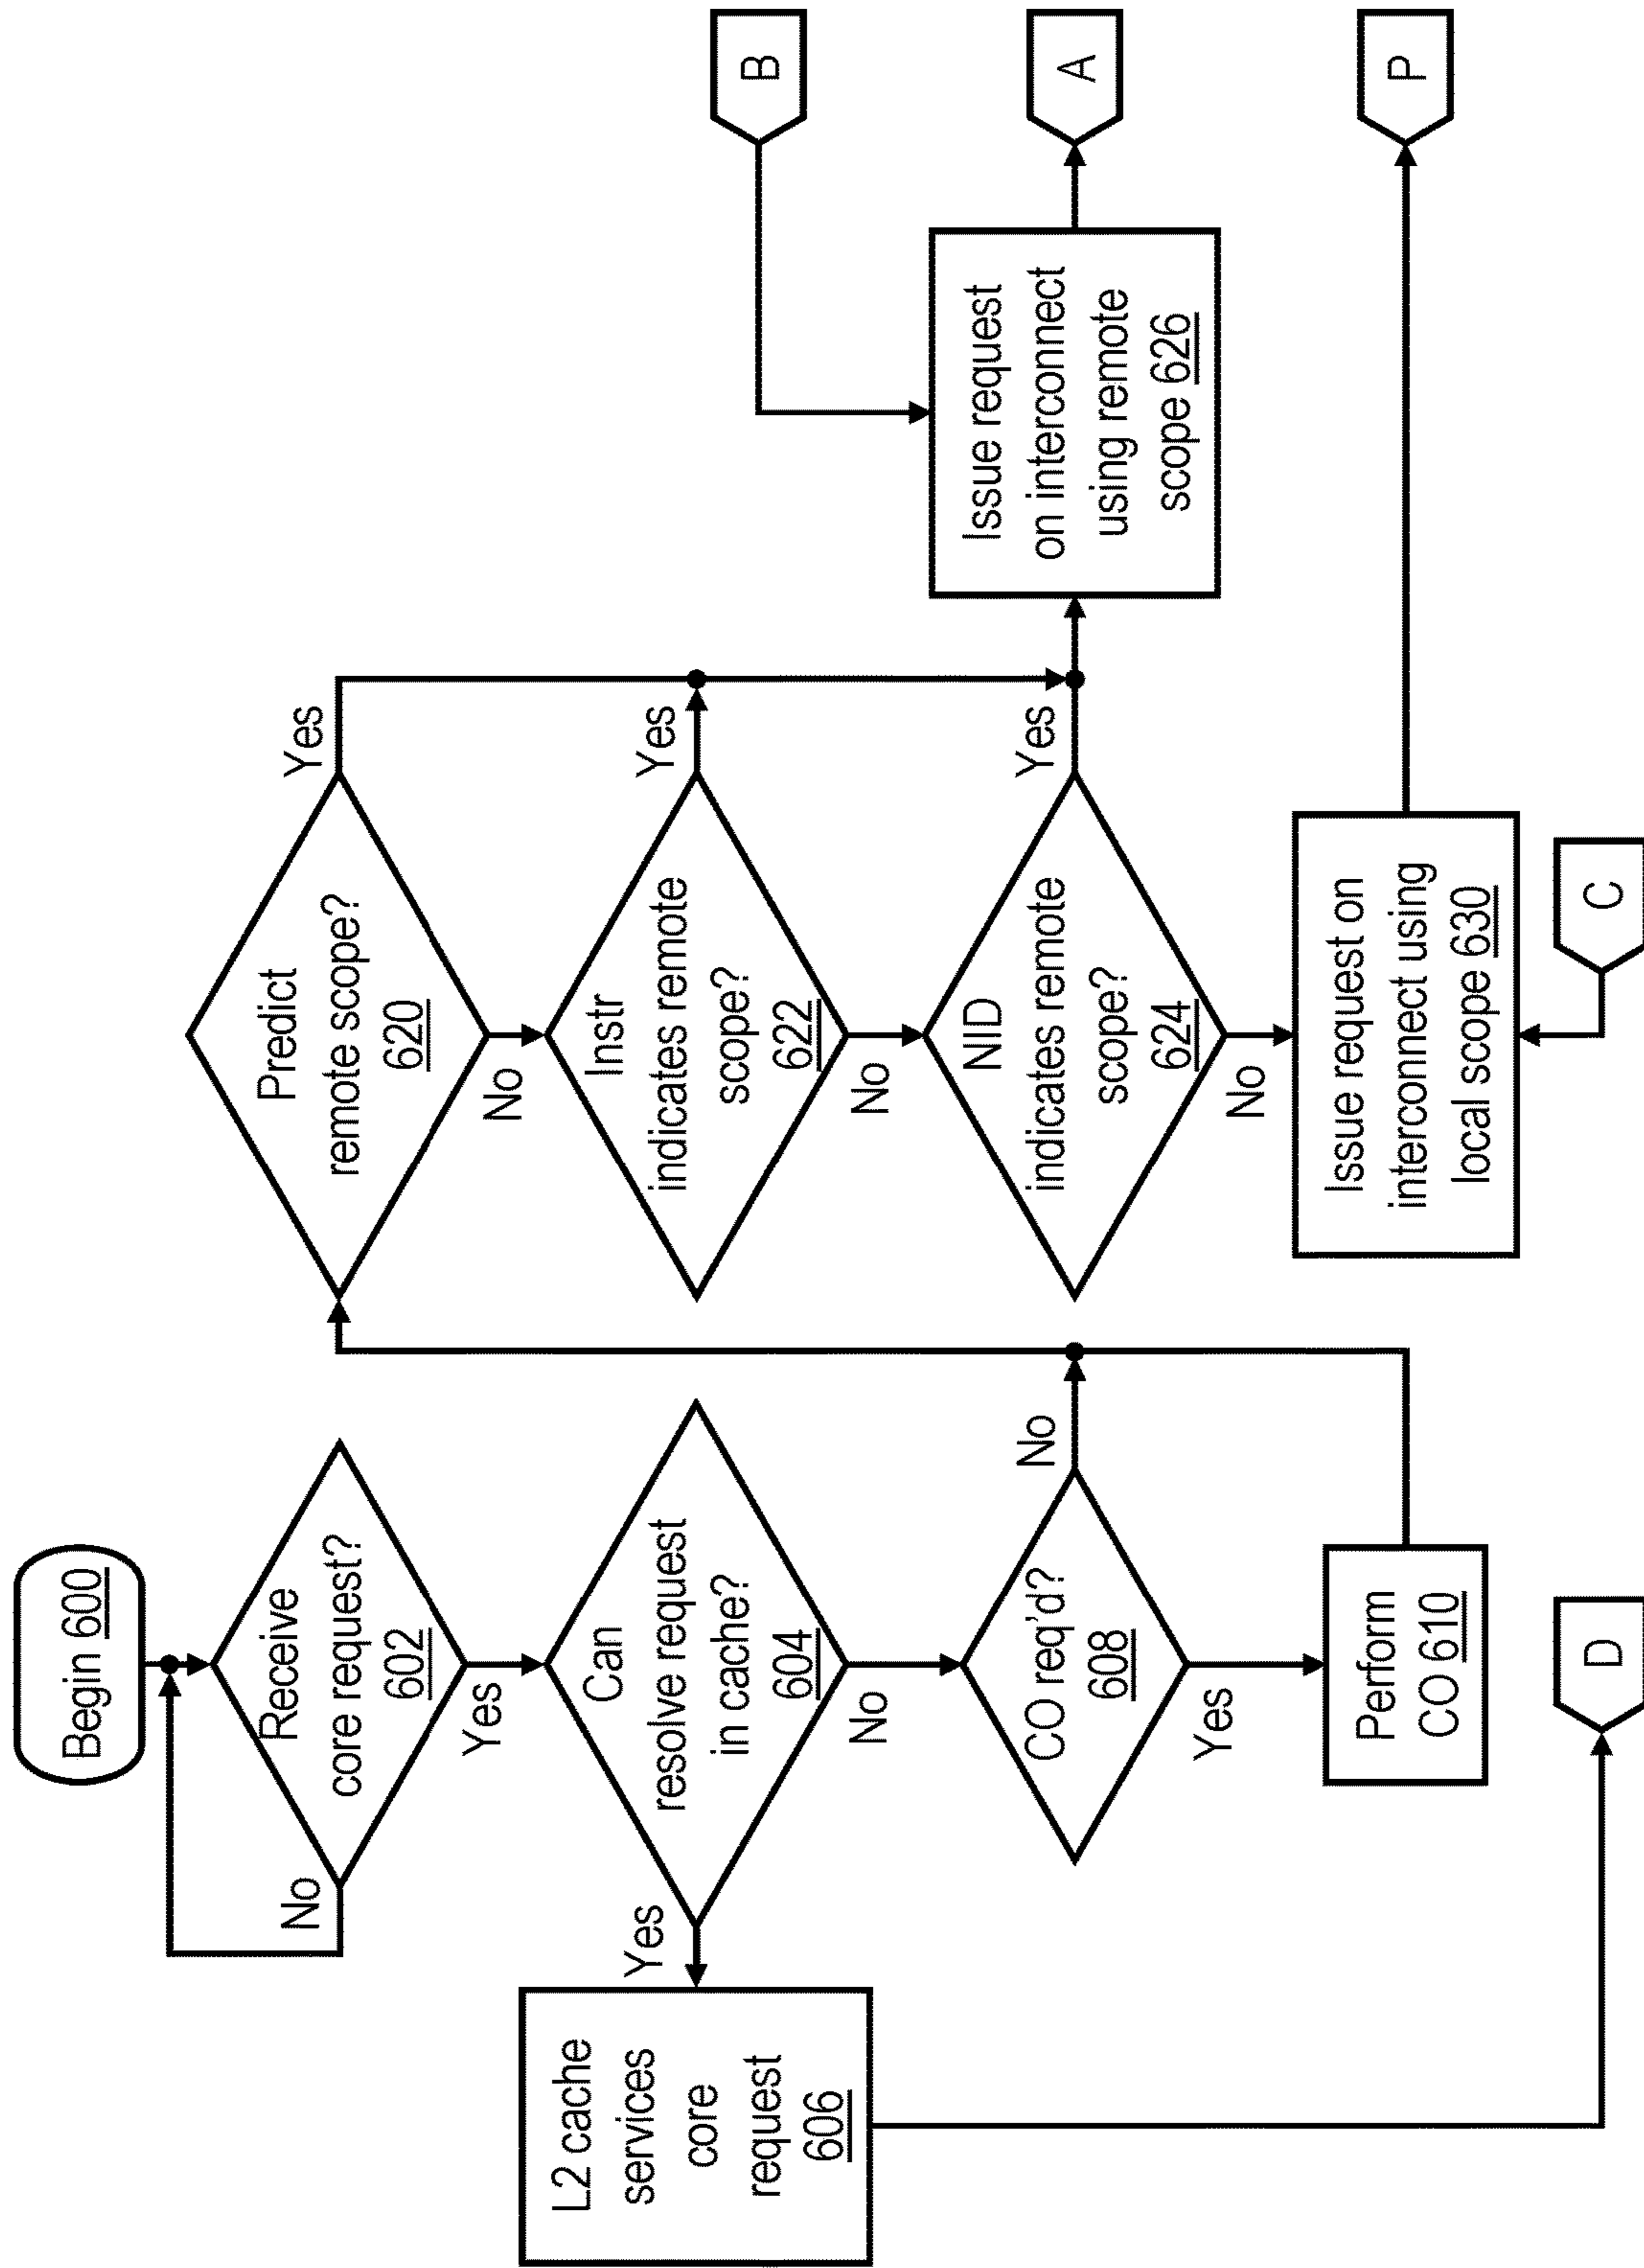 Begin 600
Receive
core request?
602
No
Yes
Can
resolve request
in cache?
604
Yes
No
L2 cache
services
core
request
606
CO req'd?
608
No
Yes
Perform
CO 610
D
Predict
remote scope?
620
Yes
No
Instr
indicates remote
scope?
622
Yes
No
NID
indicates remote
scope?
624
Yes
No
Issue request on
interconnect using
local scope 630
C
B
Issue request
on interconnect
using remote
scope 626
A
P